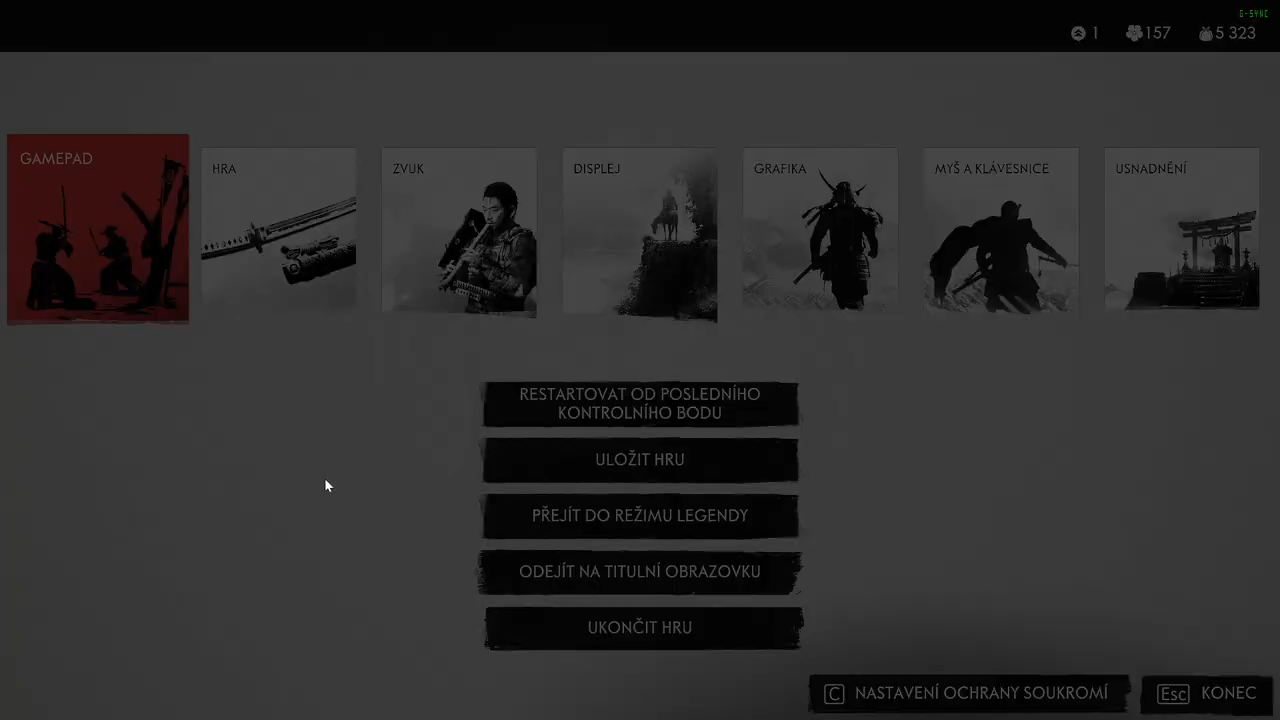 G-SYNC
1 157 5 323
GAMEPAD
HRA
ZVUK
DISPLEJ
GRAFIKA
MYŠ A KLÁVESNICE
USNADNĚNÍ
RESTARTOVAT OD POSLEDNÍHO
KONTROLNÍHO BODU
ULOŽIT HRU
PŘEJÍT DO REŽIMU LEGENDY
ODEJÍT NA TITULNÍ OBRAZOVKU
UKONČIT HRU
C NASTAVENÍ OCHRANY SOUKROMÍ
Esc KONEC